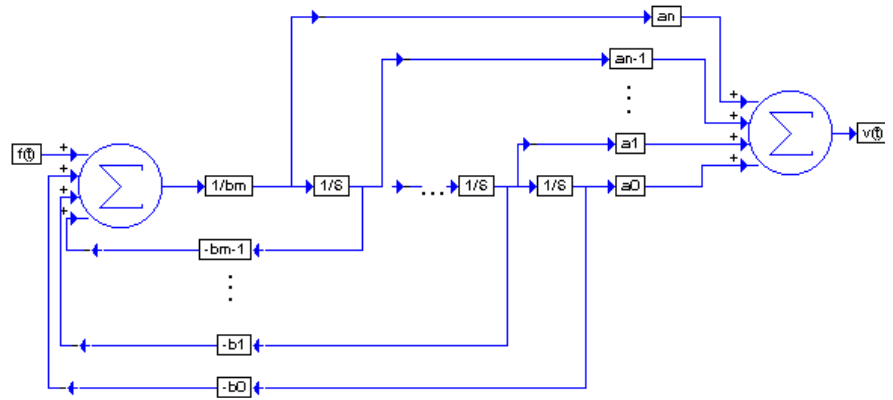 an
an-1
⋮
f(t)
+
+
+
+
1/bm
1/S
...
1/S
1/S
a1
a0
+
+
+
+
v(t)
-bm-1
⋮
-b1
-b0